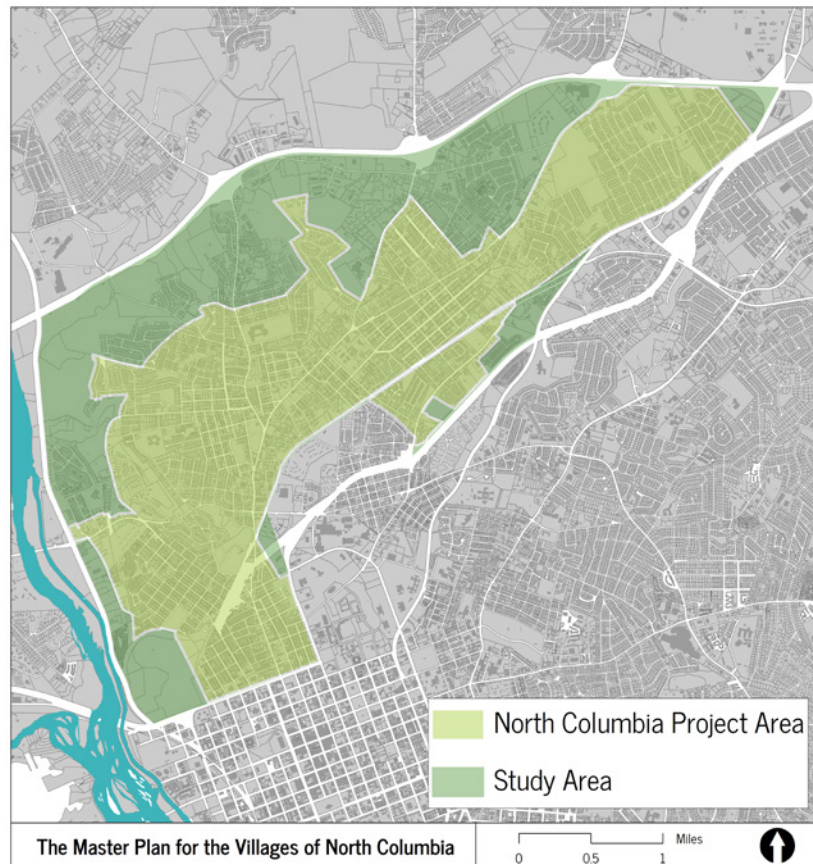 North Columbia Project Area
Study Area
The Master Plan for the Villages of North Columbia
Miles
0 0.5 1